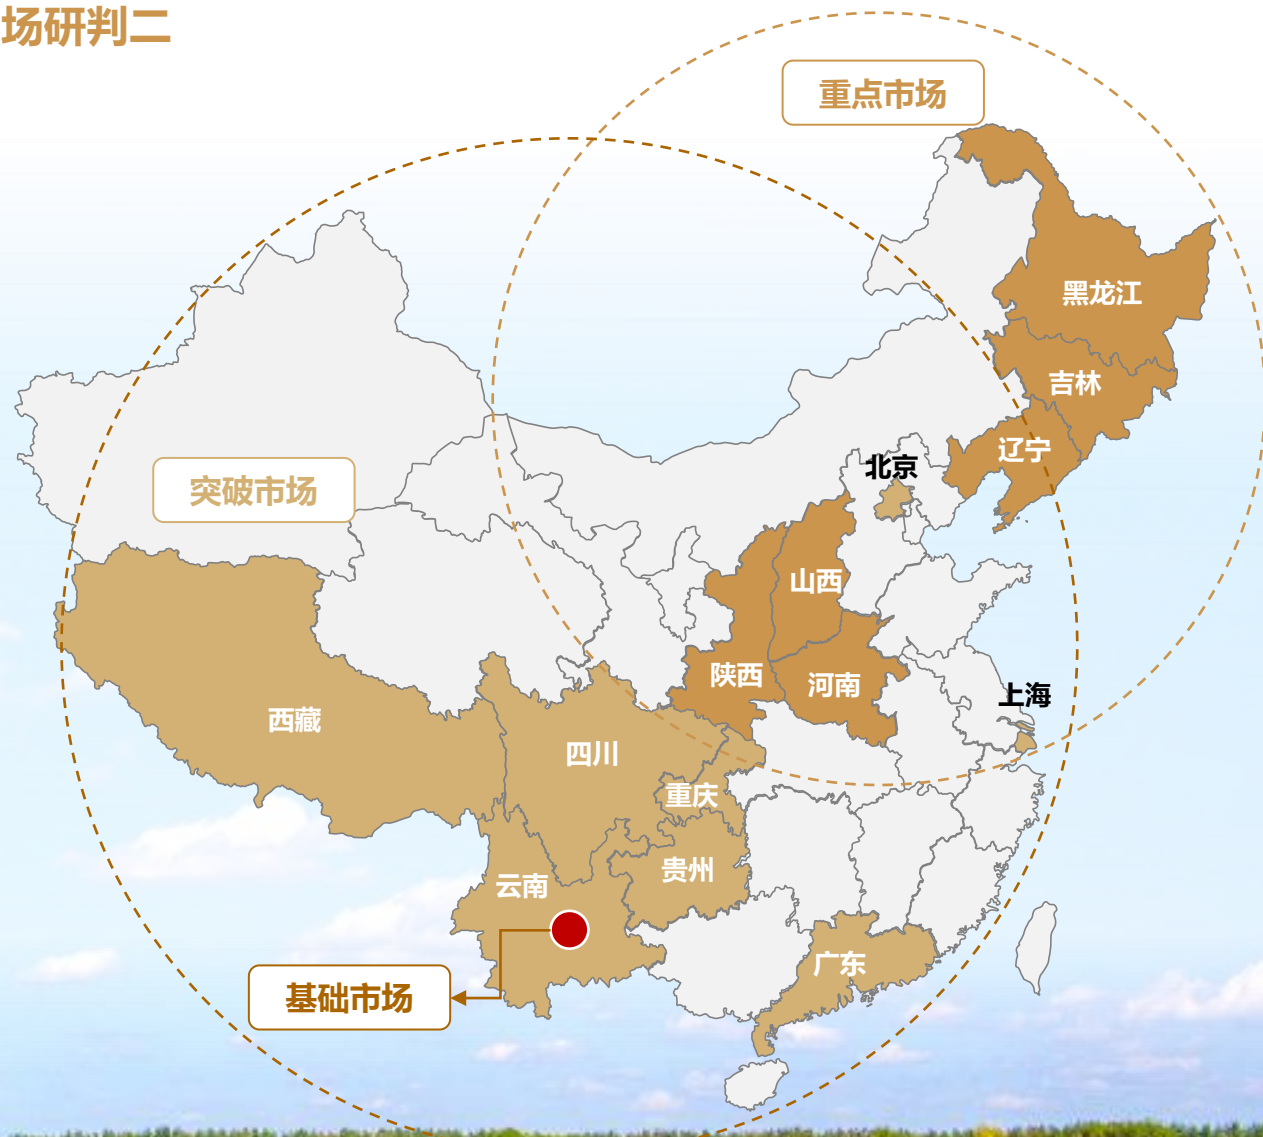 场研判二
重点市场
黑龙江
吉林
辽宁
北京
突破市场
山西
陕西
河南
上海
西藏
四川
重庆
贵州
云南
广东
基础市场